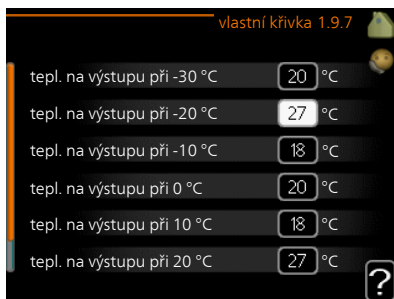 vlastní křivka 1.9.7
tepl. na výstupu při -30 °C 20 °C
tepl. na výstupu při -20 °C 27 °C
tepl. na výstupu při -10 °C 18 °C
tepl. na výstupu při 0 °C 20 °C
tepl. na výstupu při 10 °C 18 °C
tepl. na výstupu při 20 °C 27 °C
?